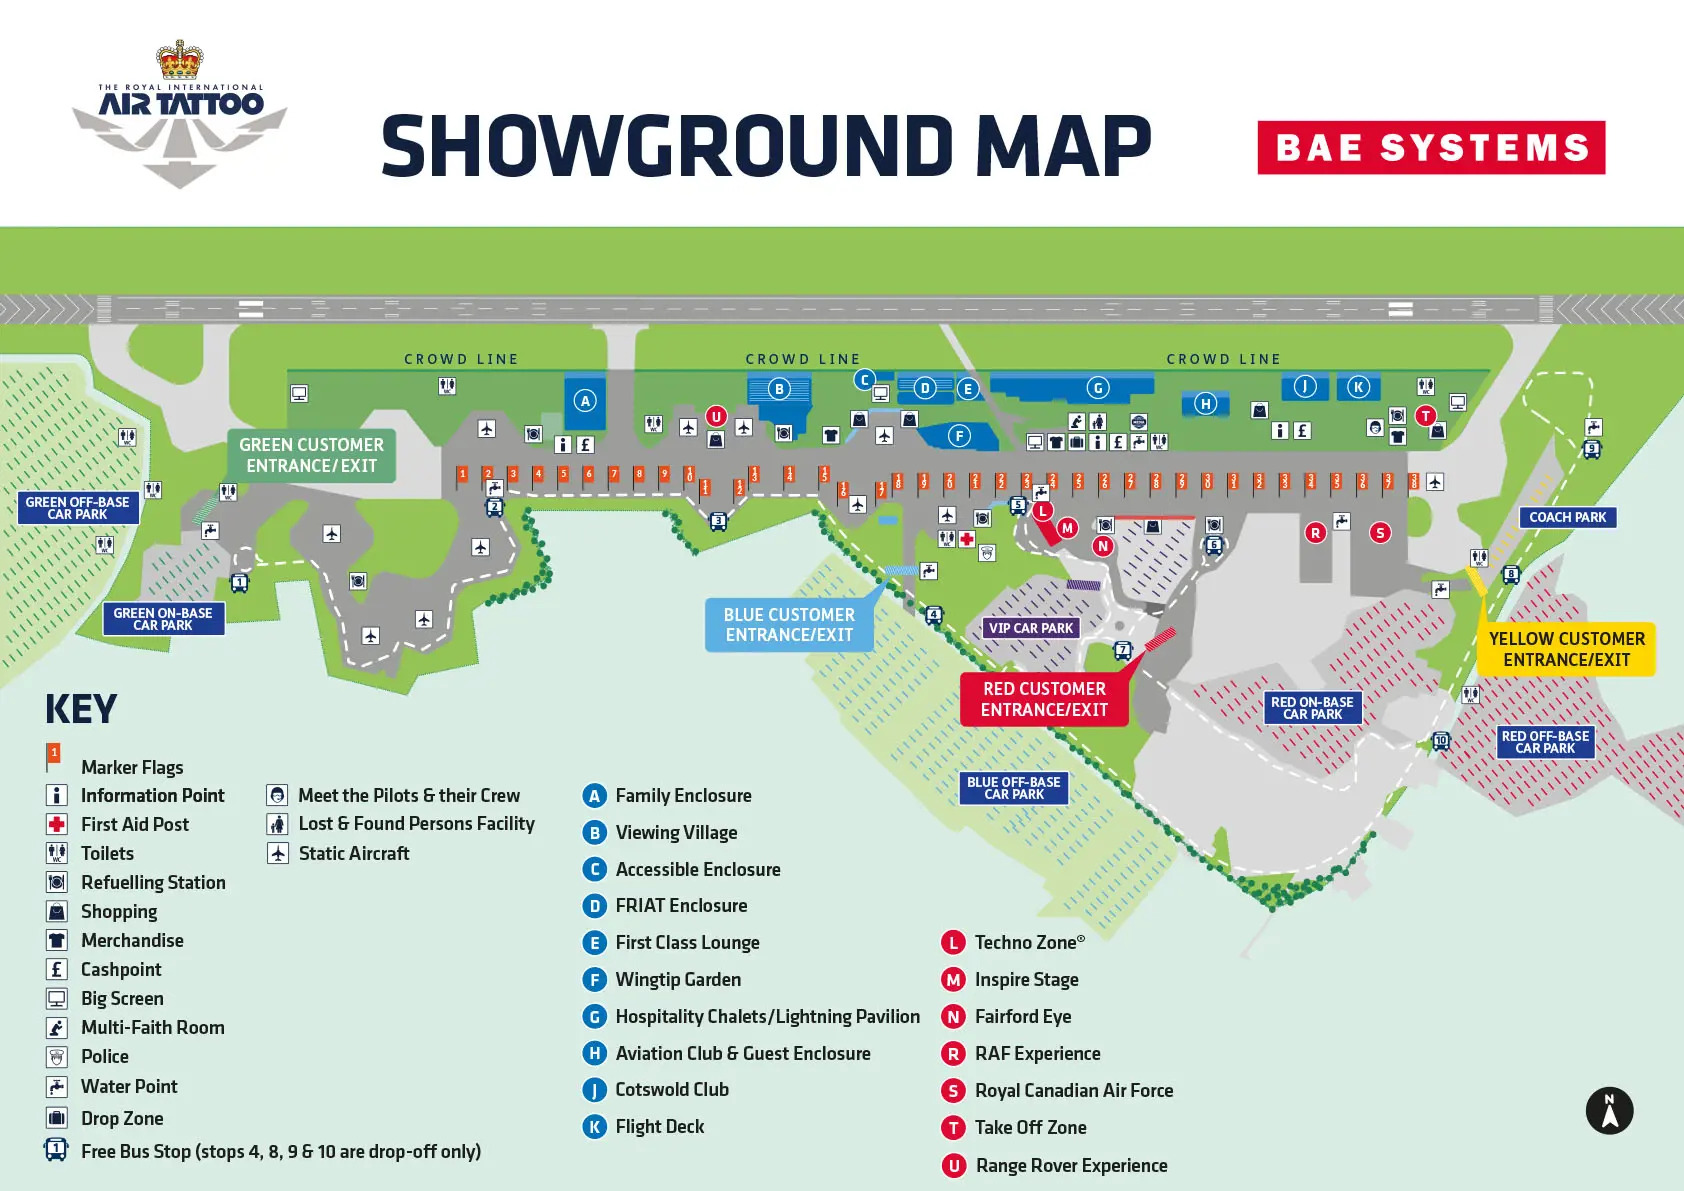 THE ROYAL INTERNATIONAL
AIR TATTOO
SHOWGROUND MAP
BAE SYSTEMS
CROWD LINE
CROWD LINE
CROWD LINE
A
B
C
D
E
F
G
H
J
K
U
T
GREEN CUSTOMER
ENTRANCE/EXIT
1
2
3
4
5
6
7
8
9
10
11
12
13
14
15
16
17
18
19
20
21
22
23
24
25
26
27
28
29
30
31
32
33
34
35
36
37
38
GREEN OFF-BASE
CAR PARK
2
3
5
L
M
N
6
R
S
9
COACH PARK
1
GREEN ON-BASE
CAR PARK
BLUE CUSTOMER
ENTRANCE/EXIT
4
VIP CAR PARK
7
8
YELLOW CUSTOMER
ENTRANCE/EXIT
RED CUSTOMER
ENTRANCE/EXIT
RED ON-BASE
CAR PARK
10
RED OFF-BASE
CAR PARK
BLUE OFF-BASE
CAR PARK
KEY
1
Marker Flags
Information Point
First Aid Post
WC
Toilets
Refuelling Station
Shopping
Merchandise
£ Cashpoint
Big Screen
Multi-Faith Room
Police
Water Point
Drop Zone
1 Free Bus Stop (stops 4, 8, 9 & 10 are drop-off only)
Meet the Pilots & their Crew
Lost & Found Persons Facility
Static Aircraft
A Family Enclosure
B Viewing Village
C Accessible Enclosure
D FRIAT Enclosure
E First Class Lounge
F Wingtip Garden
G Hospitality Chalets/Lightning Pavilion
H Aviation Club & Guest Enclosure
J Cotswold Club
K Flight Deck
L Techno Zone®
M Inspire Stage
N Fairford Eye
R RAF Experience
S Royal Canadian Air Force
T Take Off Zone
U Range Rover Experience
N